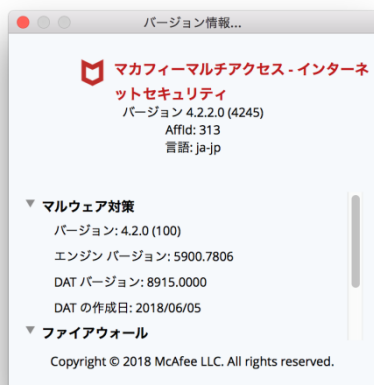 バージョン情報...
マカフィーマルチアクセス - インターネ
ットセキュリティ
バージョン 4.2.2.0 (4245)
AffId: 313
言語: ja-jp
マルウェア対策
バージョン: 4.2.0 (100)
エンジン バージョン: 5900.7806
DAT バージョン: 8915.0000
DAT の作成日: 2018/06/05
ファイアウォール
Copyright © 2018 McAfee LLC. All rights reserved.